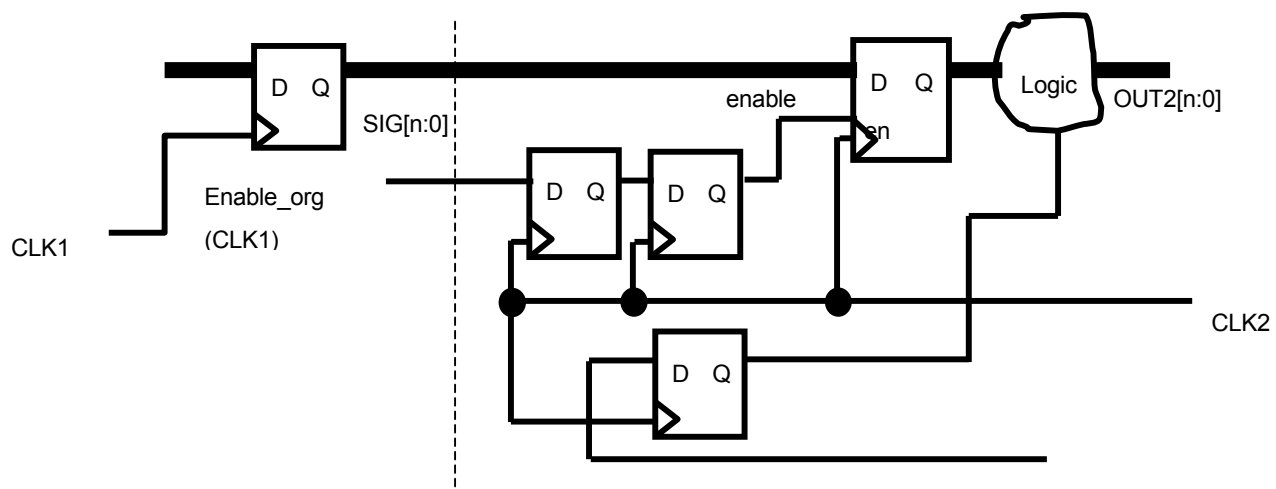 D Q
D Q
Logic
OUT2[n:0]
enable
SIG[n:0]
en
D Q
D Q
Enable_org
(CLK1)
CLK1
CLK2
D Q